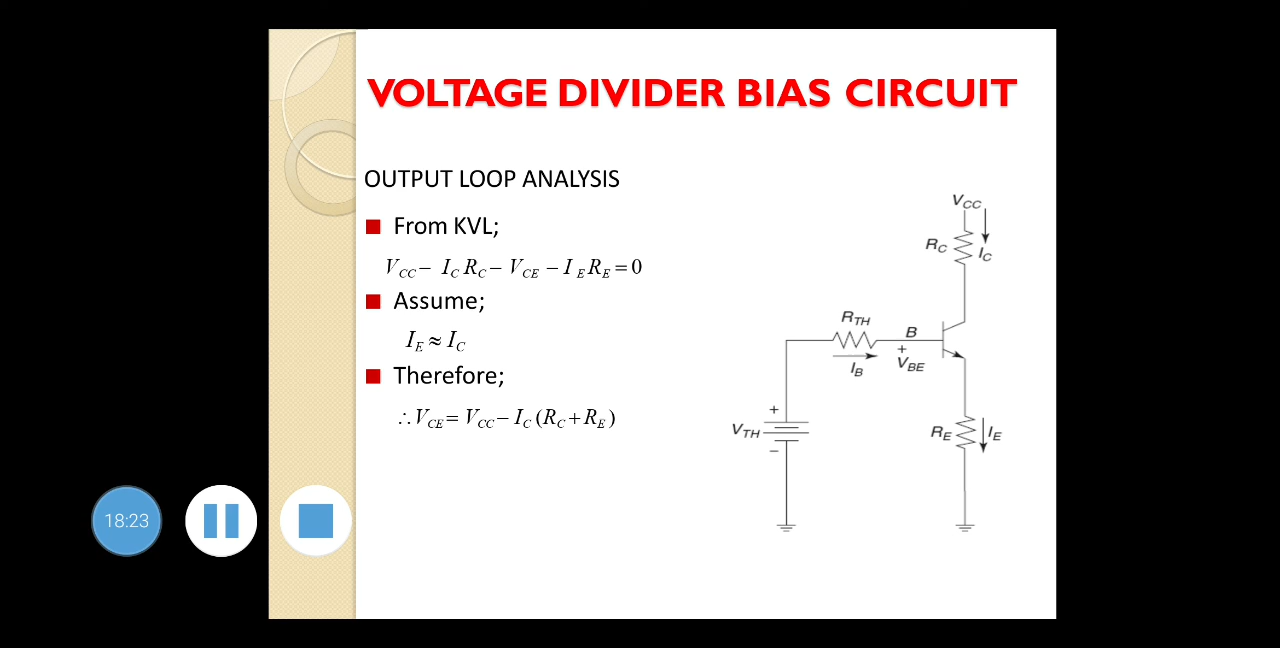 VOLTAGE DIVIDER BIAS CIRCUIT
OUTPUT LOOP ANALYSIS
From KVL;
V_CC − I_C R_C − V_CE − I_E R_E = 0
Assume;
I_E ≈ I_C
Therefore;
∴ V_CE = V_CC − I_C (R_C + R_E)
V_CC
R_C
I_C
R_TH
B
I_B
+
V_BE
+
V_TH
−
R_E
I_E
18:23